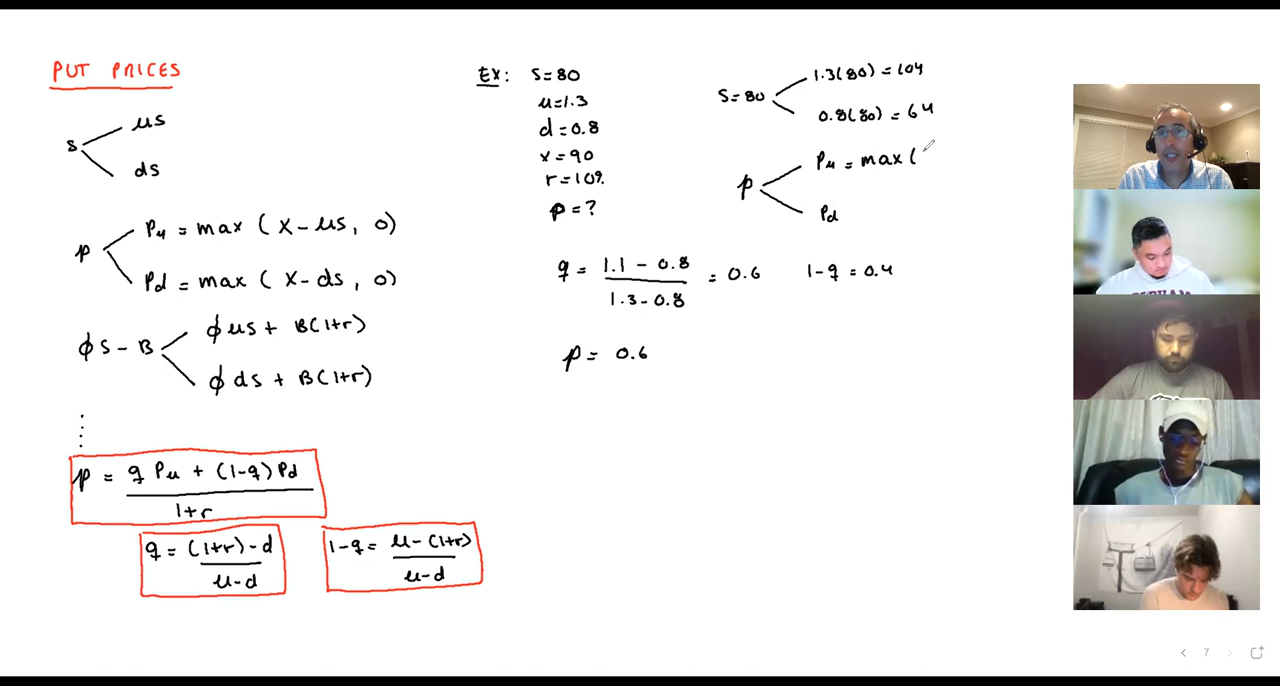 PUT PRICES
S
uS
dS
P
Pu = max (X - uS, 0)
Pd = max (X - dS, 0)
ϕS - B
ϕuS + B(1+r)
ϕdS + B(1+r)
P = qPu + (1-q)Pd
1+r
q = (1+r) - d
u - d
1-q = u - (1+r)
u - d
EX: S = 80
u = 1.3
d = 0.8
X = 90
r = 10%
P = ?
S = 80
1.3(80) = 104
0.8(80) = 64
P
Pu = max (
Pd
q = 1.1 - 0.8 = 0.6
1.3 - 0.8
1-q = 0.4
P = 0.6
7